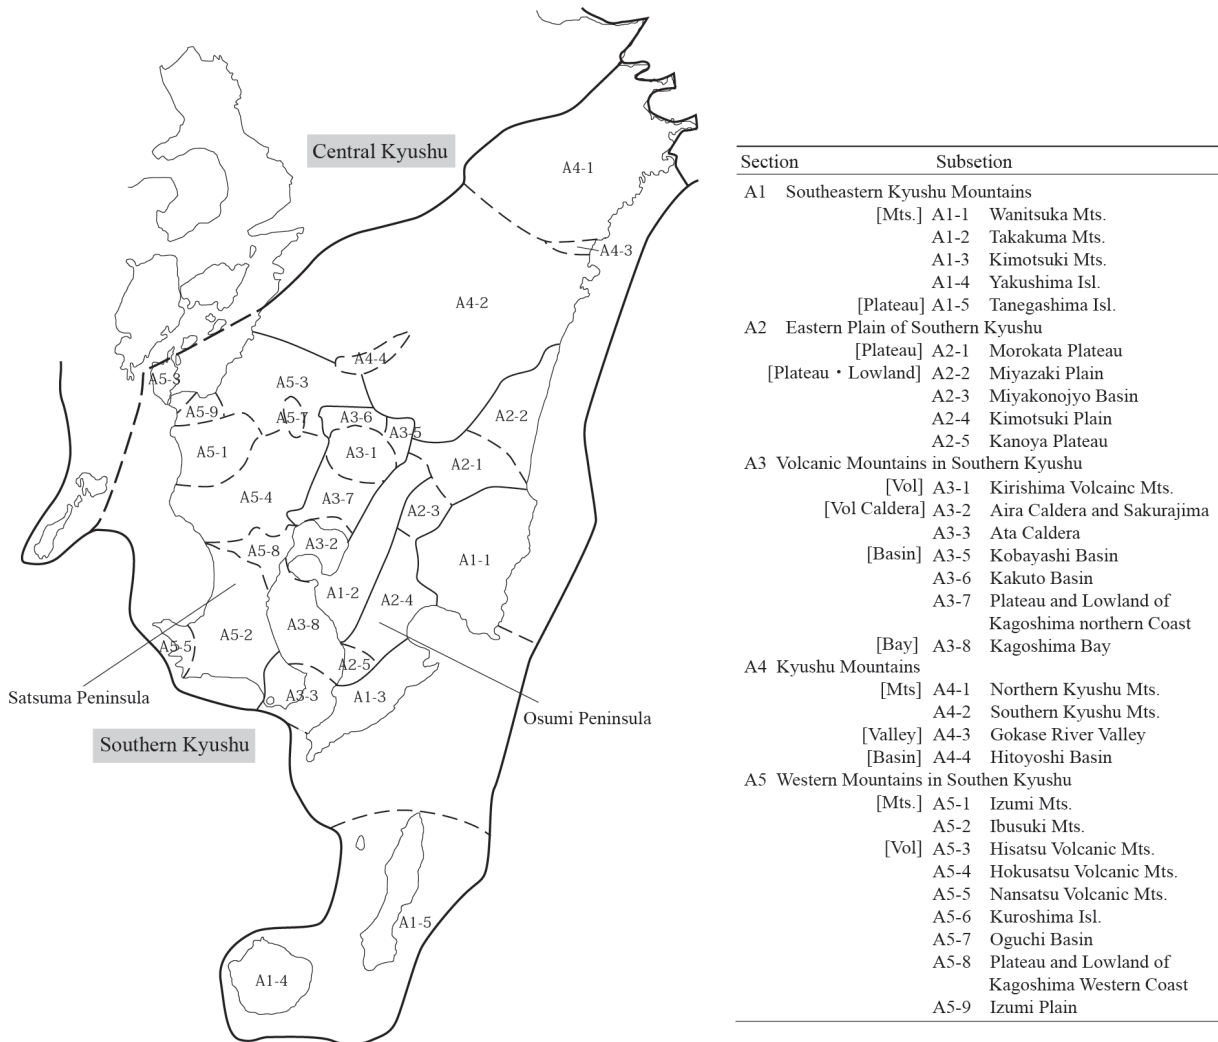 Central Kyushu
A4-1
A4-3
A4-2
A4-4
A5-3
A5-3
A5-9
A5-7
A3-6
A3-5
A2-2
A5-1
A3-1
A2-1
A5-4
A3-7
A2-3
A5-8
A3-2
A1-1
A1-2
A2-4
A3-8
A5-2
A5-5
A2-5
A3-3
A1-3
Satsuma Peninsula
Osumi Peninsula
Southern Kyushu
A1-5
A1-4
Section Subsetion
A1 Southeastern Kyushu Mountains
[Mts.] A1-1 Wanitsuka Mts.
A1-2 Takakuma Mts.
A1-3 Kimotsuki Mts.
A1-4 Yakushima Isl.
[Plateau] A1-5 Tanegashima Isl.
A2 Eastern Plain of Southern Kyushu
[Plateau] A2-1 Morokata Plateau
[Plateau・Lowland] A2-2 Miyazaki Plain
A2-3 Miyakonojyo Basin
A2-4 Kimotsuki Plain
A2-5 Kanoya Plateau
A3 Volcanic Mountains in Southern Kyushu
[Vol] A3-1 Kirishima Volcainc Mts.
[Vol Caldera] A3-2 Aira Caldera and Sakurajima
A3-3 Ata Caldera
[Basin] A3-5 Kobayashi Basin
A3-6 Kakuto Basin
A3-7 Plateau and Lowland of
Kagoshima northern Coast
[Bay] A3-8 Kagoshima Bay
A4 Kyushu Mountains
[Mts] A4-1 Northern Kyushu Mts.
A4-2 Southern Kyushu Mts.
[Valley] A4-3 Gokase River Valley
[Basin] A4-4 Hitoyoshi Basin
A5 Western Mountains in Southen Kyushu
[Mts.] A5-1 Izumi Mts.
A5-2 Ibusuki Mts.
[Vol] A5-3 Hisatsu Volcanic Mts.
A5-4 Hokusatsu Volcanic Mts.
A5-5 Nansatsu Volcanic Mts.
A5-6 Kuroshima Isl.
A5-7 Oguchi Basin
A5-8 Plateau and Lowland of
Kagoshima Western Coast
A5-9 Izumi Plain